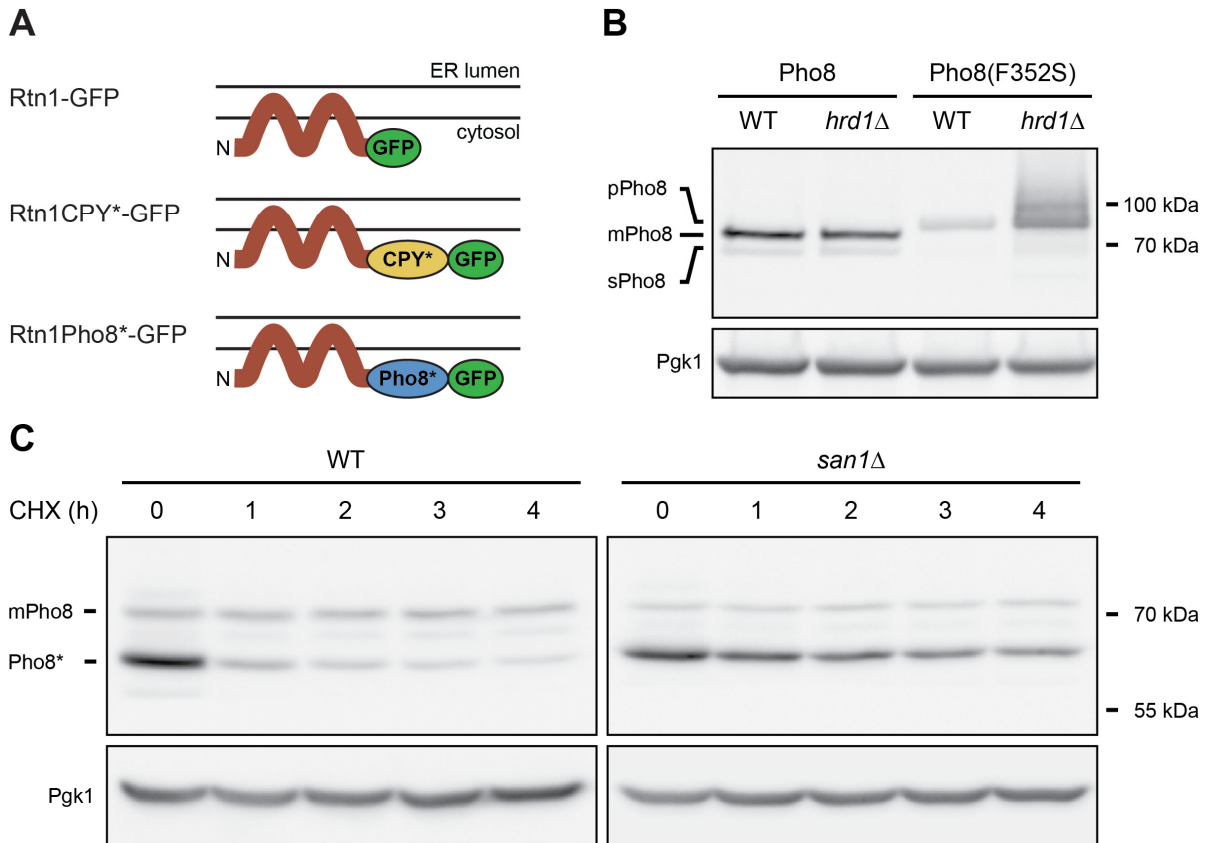 A
Rtn1-GFP
ER lumen
cytosol
N
GFP
Rtn1CPY*-GFP
N
CPY*
GFP
Rtn1Pho8*-GFP
N
Pho8*
GFP
B
Pho8
Pho8(F352S)
WT
hrd1Δ
WT
hrd1Δ
pPho8
mPho8
sPho8
100 kDa
70 kDa
Pgk1
C
WT
san1Δ
CHX (h) 0 1 2 3 4 0 1 2 3 4
mPho8
Pho8*
70 kDa
55 kDa
Pgk1